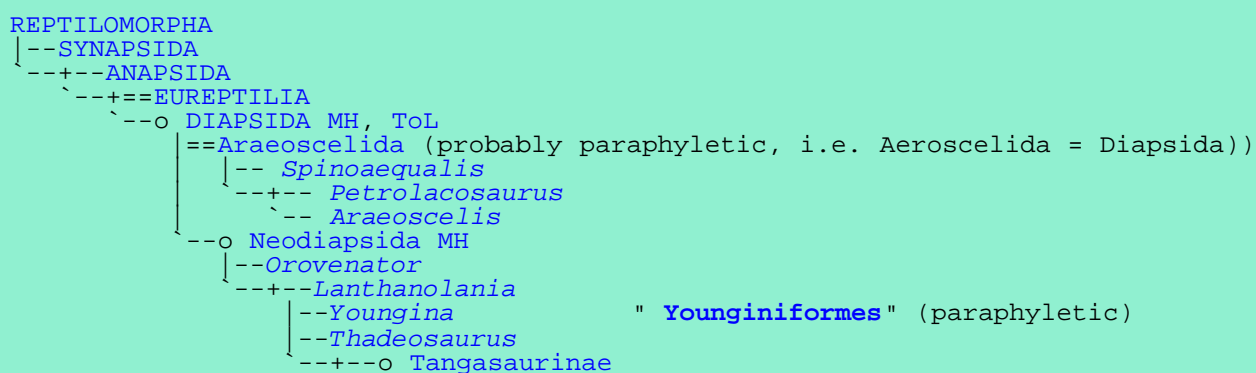 REPTILOMORPHA
|--SYNAPSIDA
`--+--ANAPSIDA
    `--+==EUREPTILIA
       `--o DIAPSIDA MH, ToL
            |==Araeoscelida (probably paraphyletic, i.e. Aeroscelida = Diapsida))
            |  |-- Spinoaequalis
            |  `--+-- Petrolacosaurus
            |     `-- Araeoscelis
            `--o Neodiapsida MH
               |--Orovenator
               `--+--Lanthanolania
                  |--Youngina            " Younginiformes" (paraphyletic)
                  |--Thadeosaurus
                  `--+--o Tangasaurinae